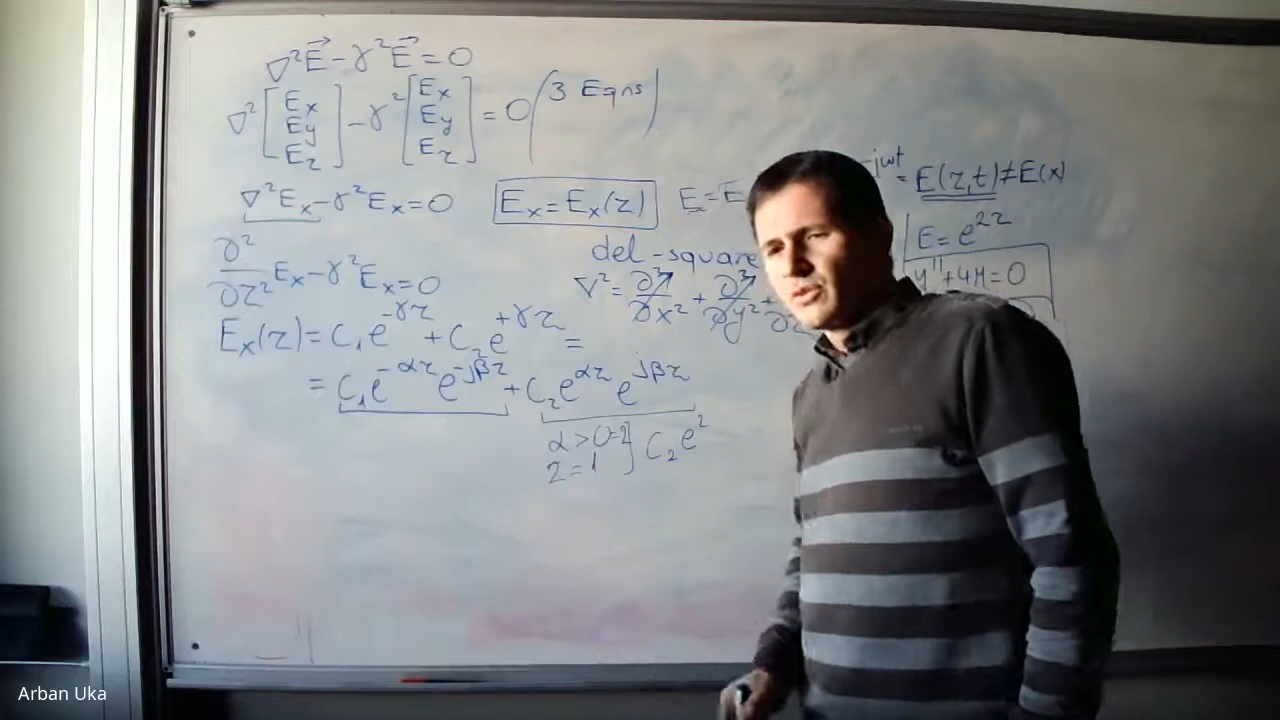 ∇²E⃗ - γ²E⃗ = 0
∇² [Ex Ey Ez] - γ² [Ex Ey Ez] = 0 (3 Eqns)
∇²Ex - γ²Ex = 0
∂²/∂z² Ex - γ²Ex = 0
Ex(z) = C₁e^-γz + C₂e^+γz =
= C₁e^-αz e^-jβz + C₂e^αz e^jβz
α > 0
z = 1
C₂e²
Ex = Ex(z)
del-square
∇² = ∂²/∂x² + ∂²/∂y² +
-jωt = E(z,t) ≠ E(x)
E = e^2z
y'' + 4y = 0
Arban Uka